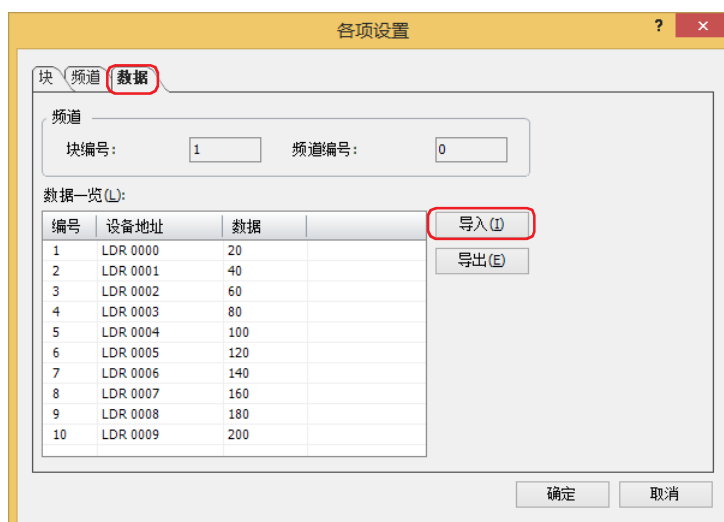 各项设置
? ×
块 频道 数据
频道
块编号: 1 频道编号: 0
数据一览(L):
编号 设备地址 数据
导入(I)
1 LDR 0000 20
导出(E)
2 LDR 0001 40
3 LDR 0002 60
4 LDR 0003 80
5 LDR 0004 100
6 LDR 0005 120
7 LDR 0006 140
8 LDR 0007 160
9 LDR 0008 180
10 LDR 0009 200
确定 取消